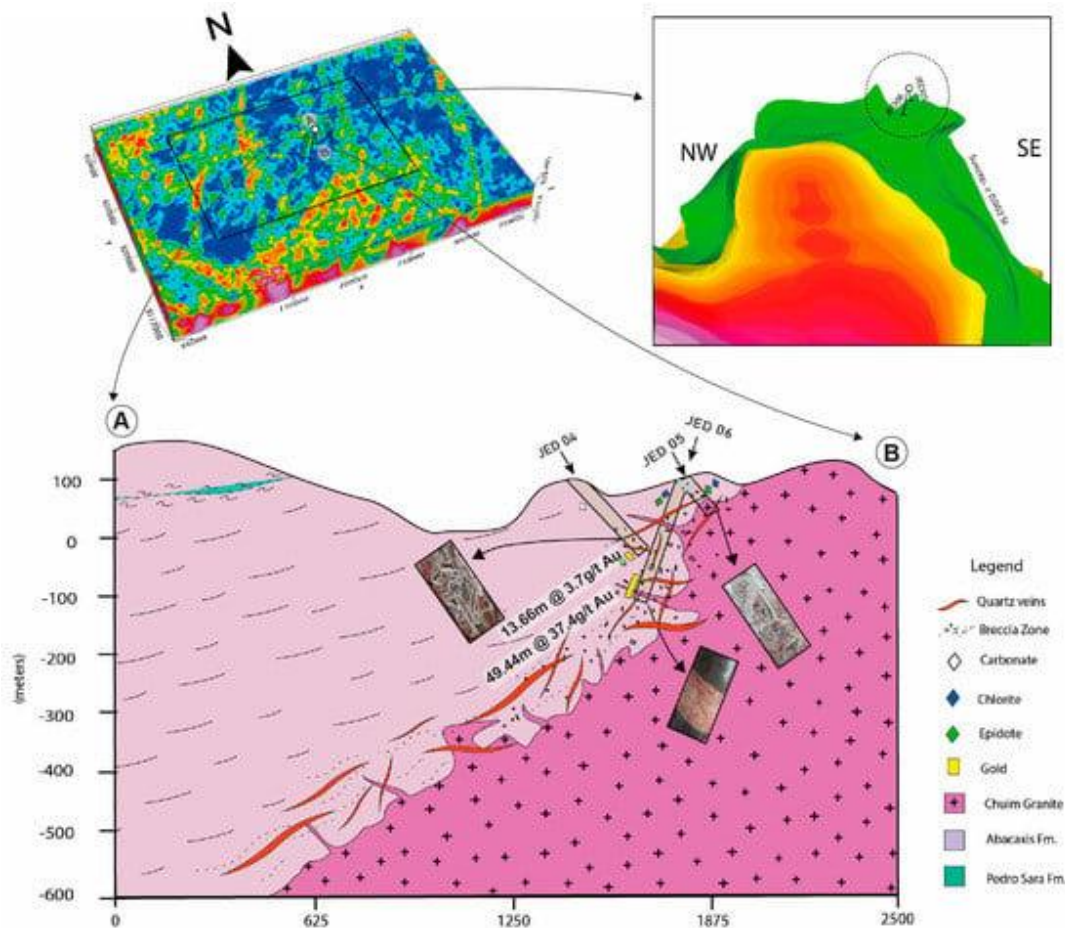 N
NW
SE
A
B
JED 04
JED 05
JED 06
100
0
-100
-200
-300
-400
-500
-600
(meters)
13.66m @ 3.7g/t Au
49.44m @ 37.4g/t Au
0
625
1250
1875
2500
Legend
Quartz veins
Breccia Zone
Carbonate
Chlorite
Epidote
Gold
Chuim Granite
Abacaxis Fm.
Pedro Sara Fm.